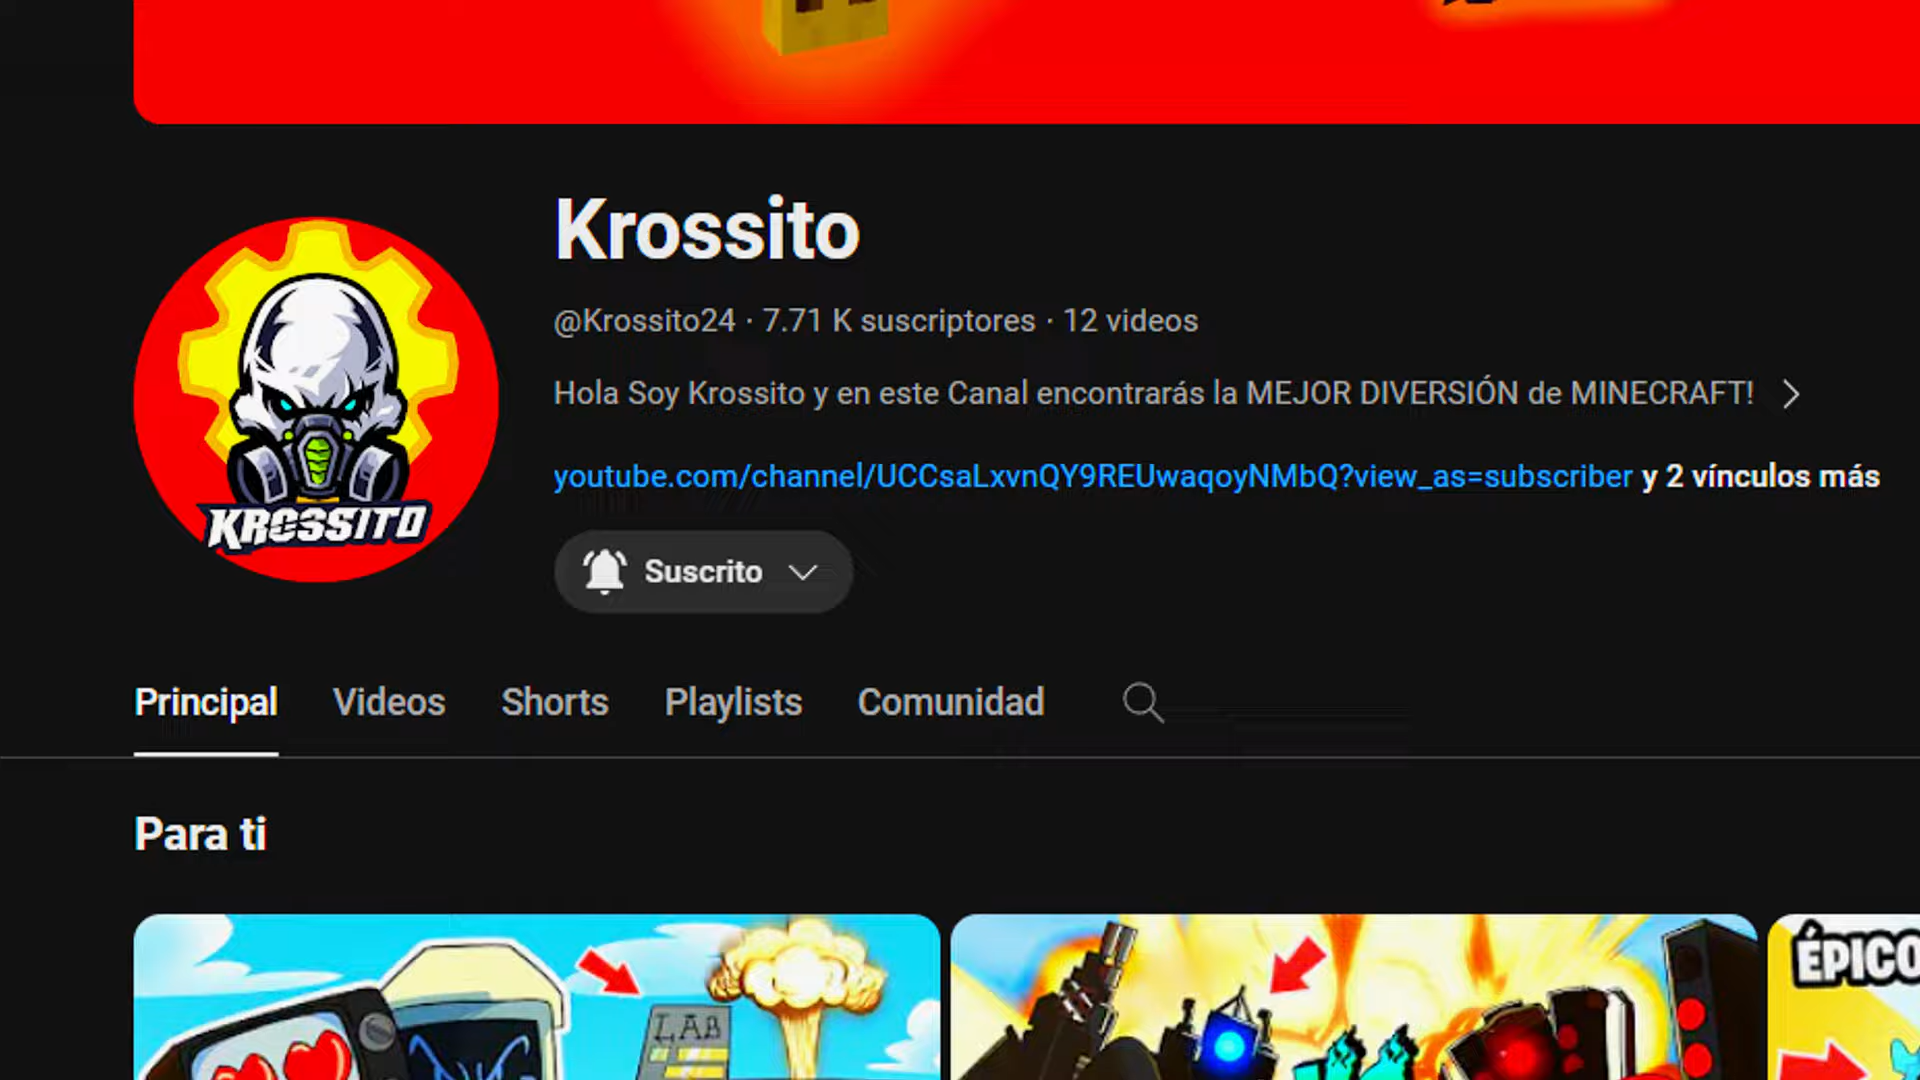 Krossito
@Krossito24 · 7.71 K suscriptores · 12 videos
Hola Soy Krossito y en este Canal encontrarás la MEJOR DIVERSIÓN de MINECRAFT!
youtube.com/channel/UCCsaLxvnQY9REUwaqoyNMbQ?view_as=subscriber y 2 vínculos más
KROSSITO
Suscrito
Principal Videos Shorts Playlists Comunidad
Para ti
LAB
ÉPICO